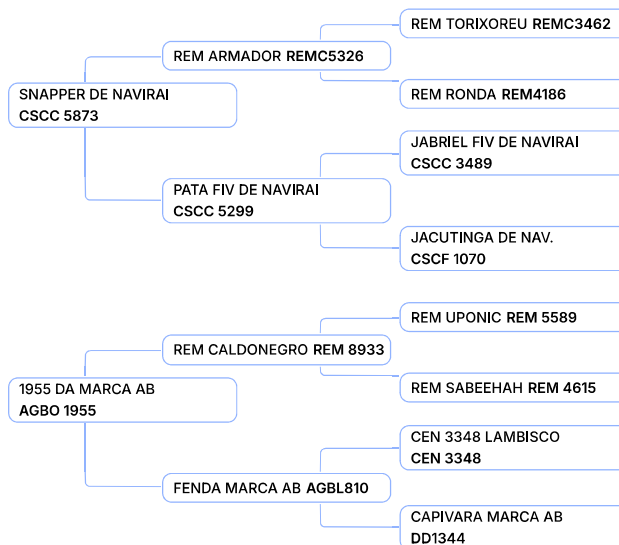 REM TORIXOREU REMC3462
REM ARMADOR REMC5326
REM RONDA REM4186
SNAPPER DE NAVIRAI
CSCC 5873
JABRIEL FIV DE NAVIRAI
CSCC 3489
PATA FIV DE NAVIRAI
CSCC 5299
JACUTINGA DE NAV.
CSCF 1070
REM UPONIC REM 5589
REM CALDONEGRO REM 8933
REM SABEEHAH REM 4615
1955 DA MARCA AB
AGBO 1955
CEN 3348 LAMBISCO
CEN 3348
FENDA MARCA AB AGBL810
CAPIVARA MARCA AB
DD1344